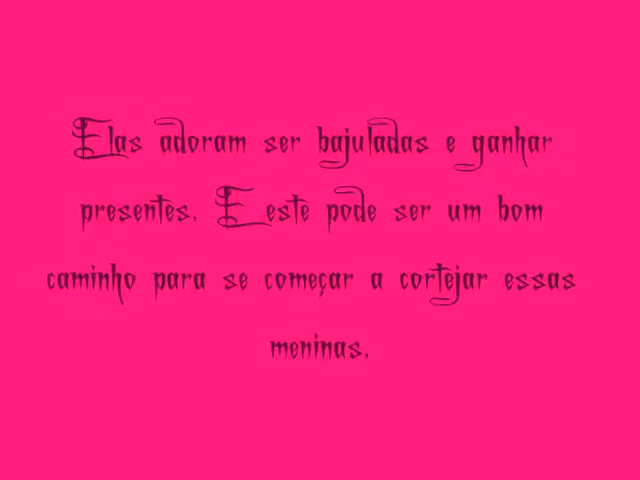 Elas adoram ser bajuladas e ganhar
presentes. E este pode ser um bom
caminho para se começar a cortejar essas
meninas.